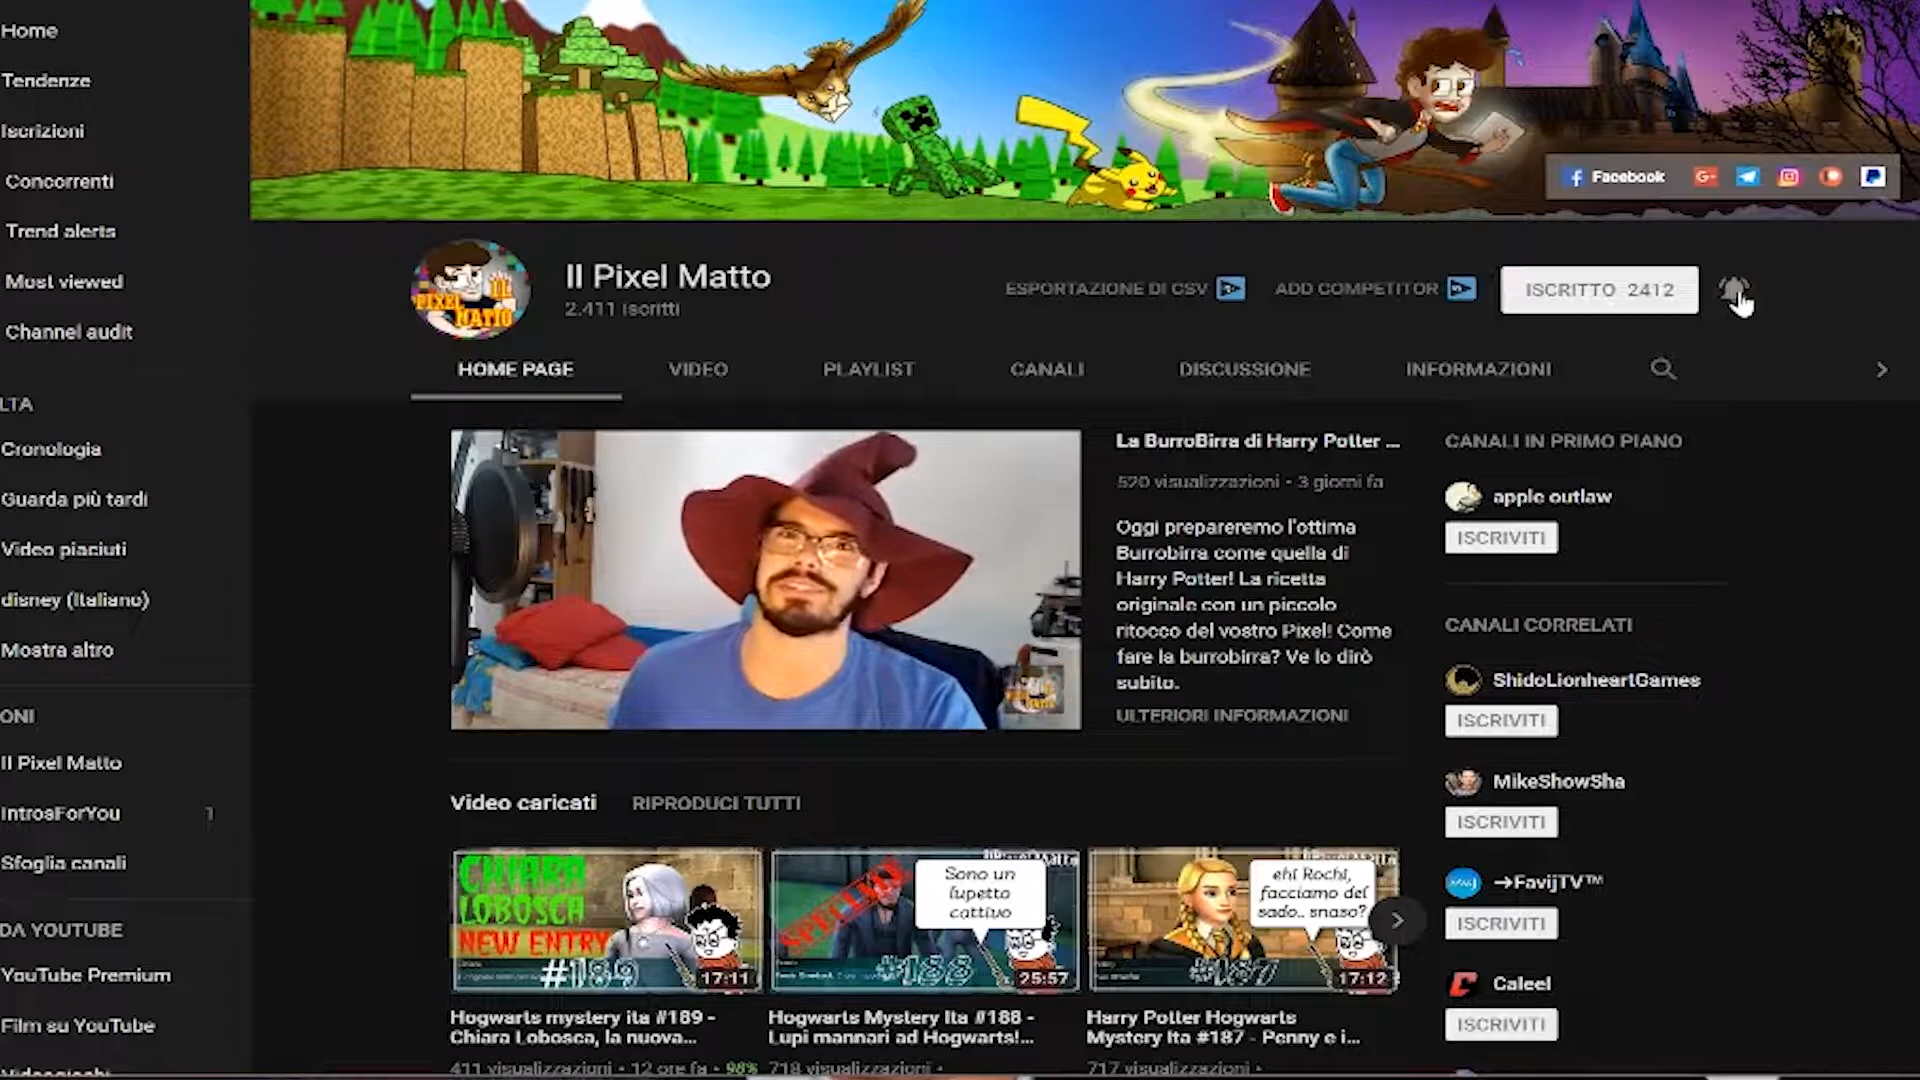 Home
Tendenze
Iscrizioni
Concorrenti
Trend alerts
Most viewed
Channel audit
LTA
Cronologia
Guarda più tardi
Video piaciuti
disney (Italiano)
Mostra altro
ONI
Il Pixel Matto
IntrosForYou 1
Sfoglia canali
DA YOUTUBE
YouTube Premium
Film su YouTube
Facebook
PIXEL IL
MATTO
Il Pixel Matto
2.411 iscritti
ESPORTAZIONE DI CSV
ADD COMPETITOR
ISCRITTO 2412
HOME PAGE VIDEO PLAYLIST CANALI DISCUSSIONE INFORMAZIONI
La BurroBirra di Harry Potter ...
520 visualizzazioni • 3 giorni fa
Oggi prepareremo l'ottima
Burrobirra come quella di
Harry Potter! La ricetta
originale con un piccolo
ritocco del vostro Pixel! Come
fare la burrobirra? Ve lo dirò
subito.
ULTERIORI INFORMAZIONI
Video caricati RIPRODUCI TUTTI
CHIARA
LOBOSCA
NEW ENTRY
#189
17:11
Hogwarts mystery ita #189 -
Chiara Lobosca, la nuova...
411 visualizzazioni • 12 ore fa • 98%
SPECIALE
Sono un
lupetto
cattivo
#188
25:57
Hogwarts Mystery Ita #188 -
Lupi mannari ad Hogwarts!...
718 visualizzazioni •
ehi Rochi,
facciamo del
sado.. snaso?
#187
17:12
Harry Potter Hogwarts
Mystery Ita #187 - Penny e i...
717 visualizzazioni •
CANALI IN PRIMO PIANO
apple outlaw
ISCRIVITI
CANALI CORRELATI
ShidoLionheartGames
ISCRIVITI
MikeShowSha
ISCRIVITI
→FavijTV™
ISCRIVITI
Caleel
ISCRIVITI